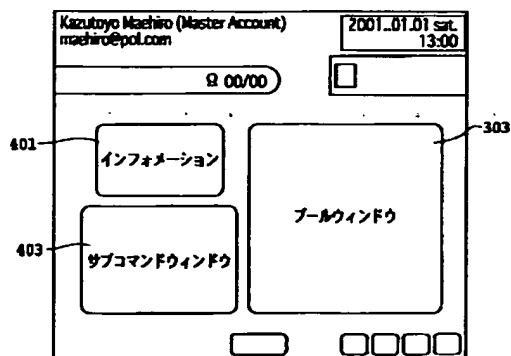 Kazutoyo Maehiro (Master Account)
maehiro@pol.com
2001..01.01 sat.
13:00
00/00
401
インフォメーション
303
プールウィンドウ
403
サブコマンドウィンドウ